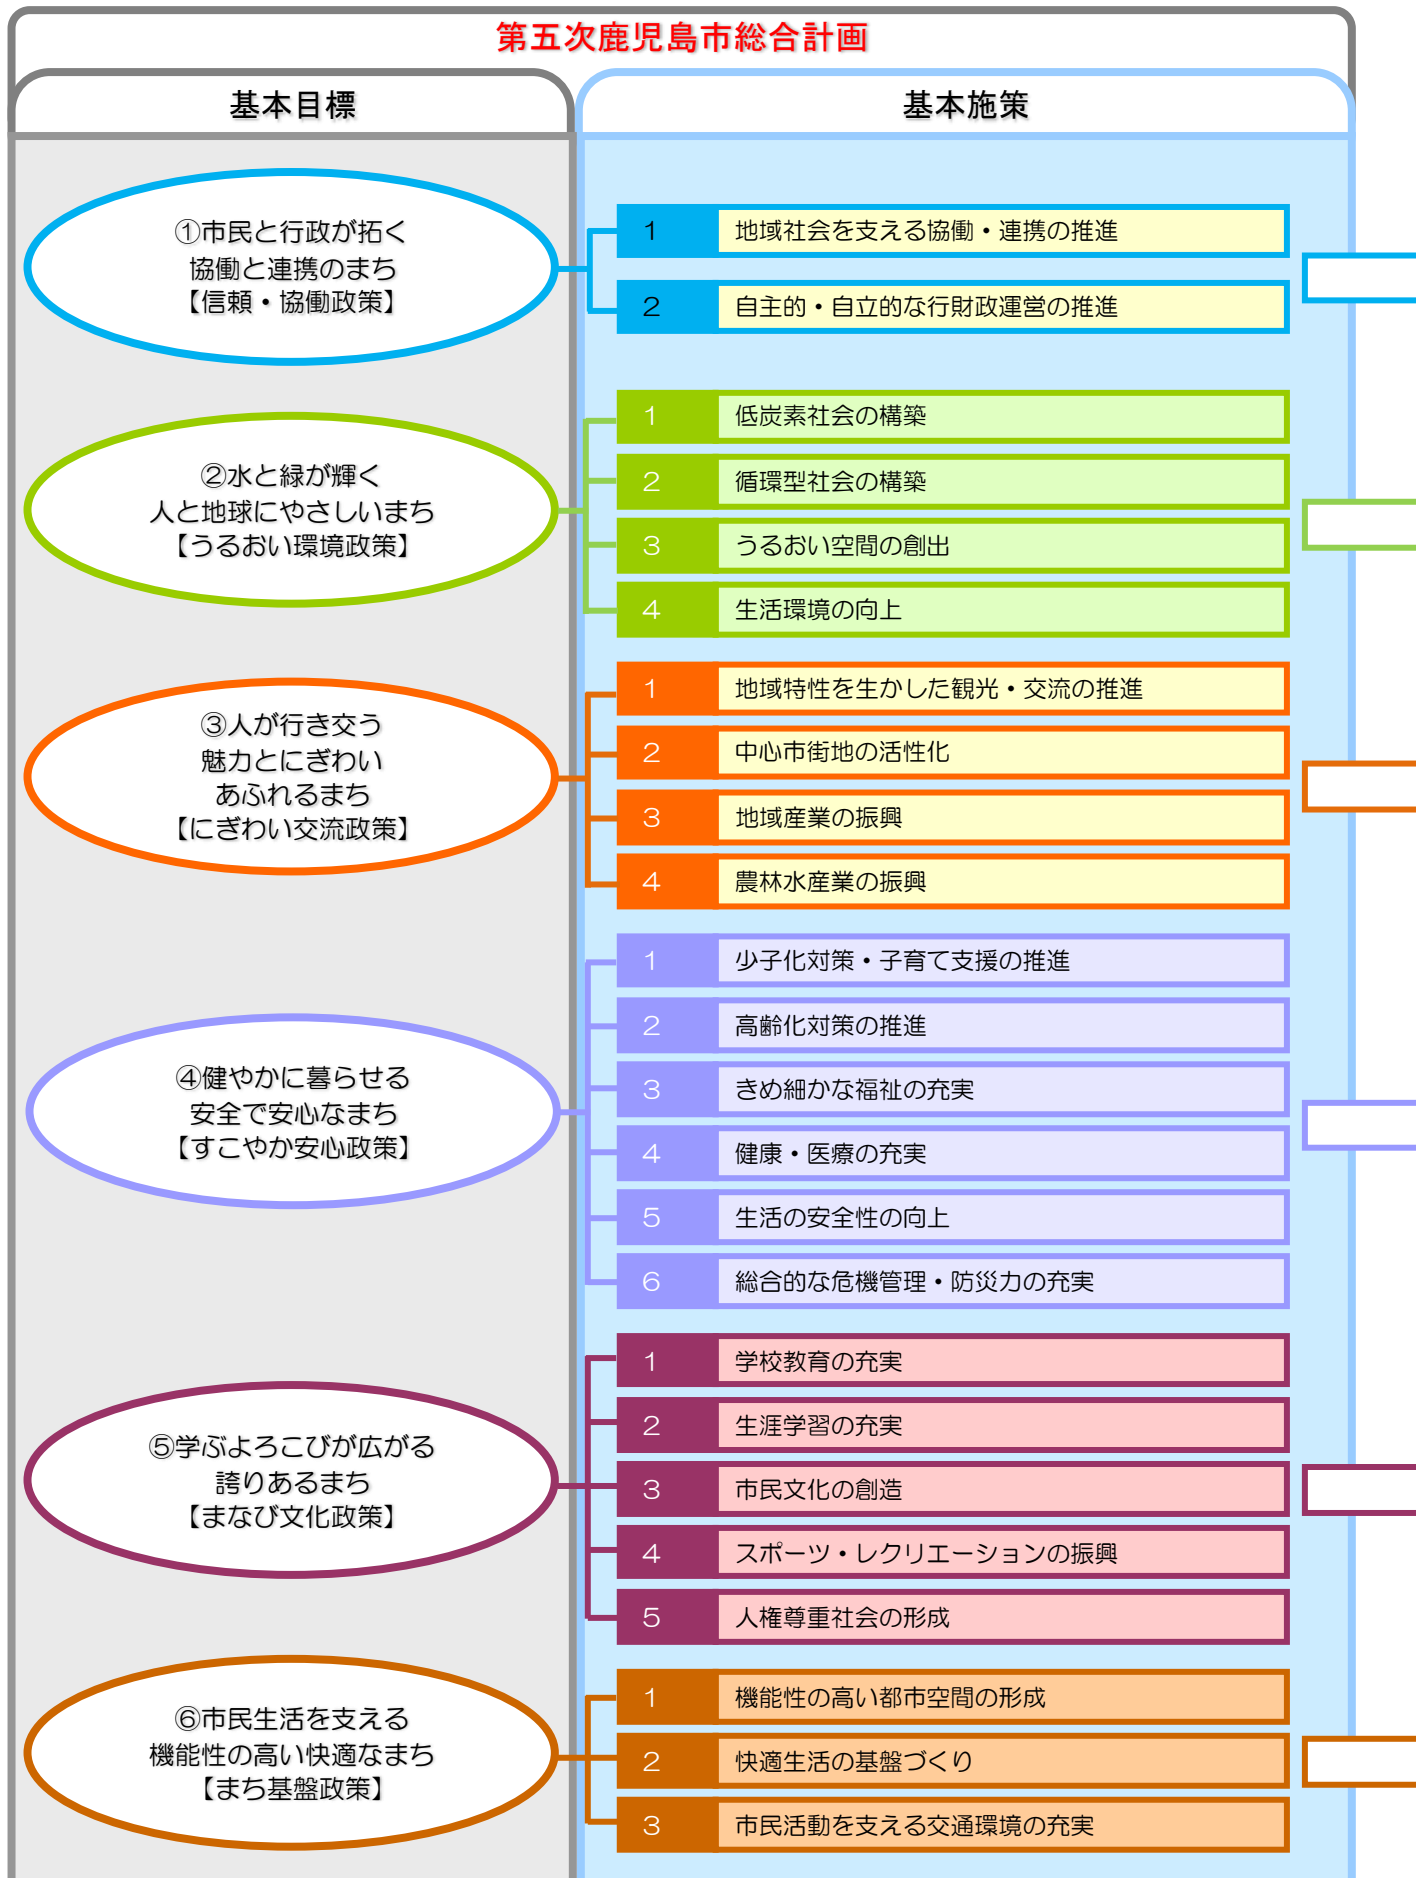 第五次鹿児島市総合計画
基本目標
基本施策
①市民と行政が拓く
協働と連携のまち
【信頼・協働政策】
1 地域社会を支える協働・連携の推進
2 自主的・自立的な行財政運営の推進
②水と緑が輝く
人と地球にやさしいまち
【うるおい環境政策】
1 低炭素社会の構築
2 循環型社会の構築
3 うるおい空間の創出
4 生活環境の向上
③人が行き交う
魅力とにぎわい
あふれるまち
【にぎわい交流政策】
1 地域特性を生かした観光・交流の推進
2 中心市街地の活性化
3 地域産業の振興
4 農林水産業の振興
④健やかに暮らせる
安全で安心なまち
【すこやか安心政策】
1 少子化対策・子育て支援の推進
2 高齢化対策の推進
3 きめ細かな福祉の充実
4 健康・医療の充実
5 生活の安全性の向上
6 総合的な危機管理・防災力の充実
⑤学ぶよろこびが広がる
誇りあるまち
【まなび文化政策】
1 学校教育の充実
2 生涯学習の充実
3 市民文化の創造
4 スポーツ・レクリエーションの振興
5 人権尊重社会の形成
⑥市民生活を支える
機能性の高い快適なまち
【まち基盤政策】
1 機能性の高い都市空間の形成
2 快適生活の基盤づくり
3 市民活動を支える交通環境の充実